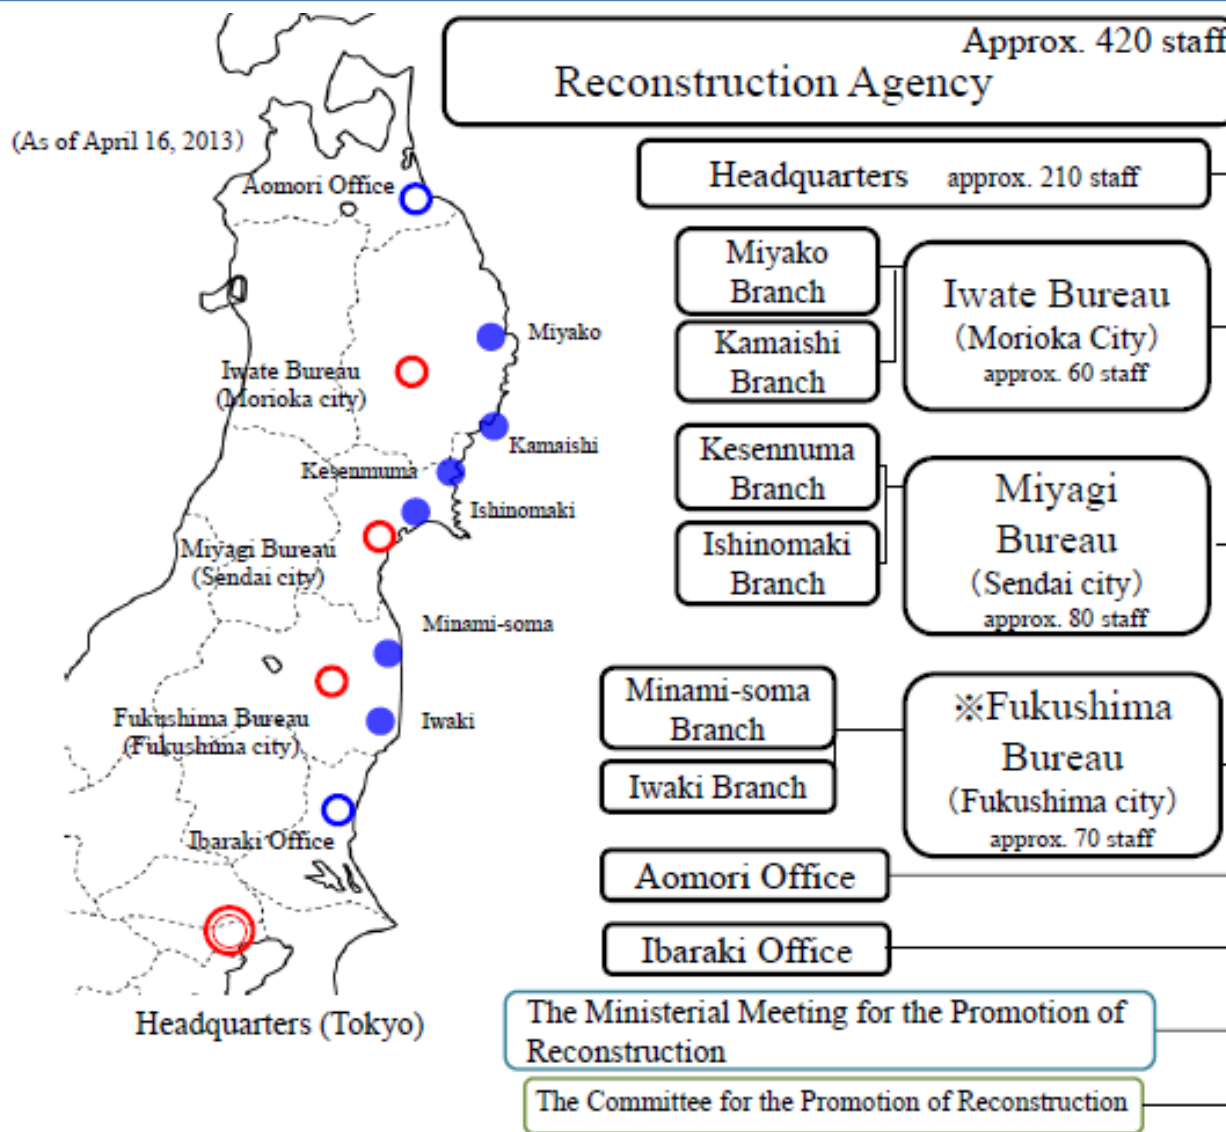 (As of April 16, 2013）
Aomori Office
Miyako
Iwate Bureau
(Morioka city)
Kamaishi
Kesenmuma
Ishinomaki
Miyagi Bureau
(Sendai city)
Minami-soma
Fukushima Bureau
(Fukushima city)
Iwaki
Ibaraki Office
Headquarters (Tokyo)
Approx. 420 staff
Reconstruction Agency
Headquarters approx. 210 staff
Miyako
Branch
Kamaishi
Branch
Iwate Bureau
（Morioka City）
approx. 60 staff
Kesennuma
Branch
Ishinomaki
Branch
Miyagi
Bureau
（Sendai city）
approx. 80 staff
Minami-soma
Branch
Iwaki Branch
※Fukushima
Bureau
（Fukushima city）
approx. 70 staff
Aomori Office
Ibaraki Office
The Ministerial Meeting for the Promotion of
Reconstruction
The Committee for the Promotion of Reconstruction